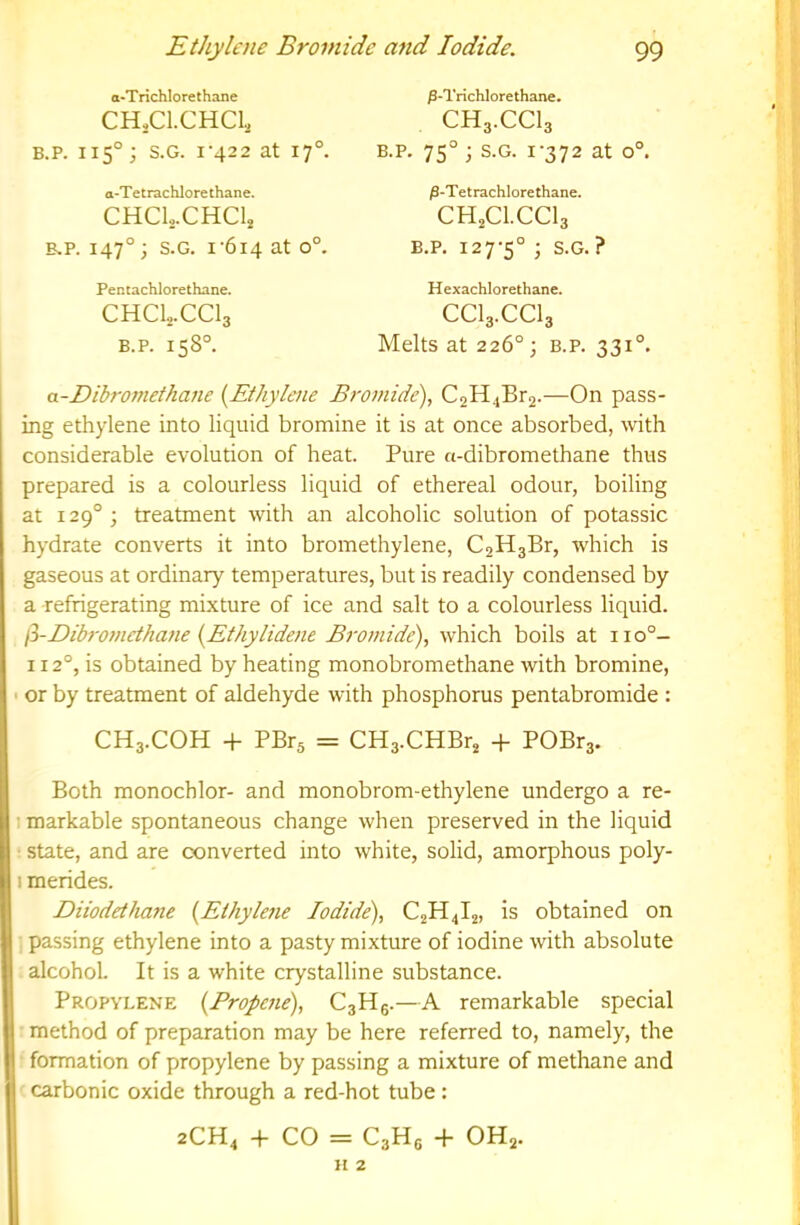 Ethylene Bromide and Iodide. 99
α-Trichlorethane β-Trichlorethane.
CH₂Cl.CHCl₂ CH₃.CCl₃
B.P. 115°; S.G. 1·422 at 17°. B.P. 75°; S.G. 1·372 at 0°.
α-Tetrachlorethane. β-Tetrachlorethane.
CHCl₂.CHCl₂ CH₂Cl.CCl₃
B.P. 147°; S.G. 1·614 at 0°. B.P. 127·5°; S.G.?
Pentachlorethane. Hexachlorethane.
CHCl₂.CCl₃ CCl₃.CCl₃
B.P. 158°. Melts at 226°; B.P. 331°.
α-Dibromethane (Ethylene Bromide), C₂H₄Br₂.—On pass-
ing ethylene into liquid bromine it is at once absorbed, with
considerable evolution of heat. Pure α-dibromethane thus
prepared is a colourless liquid of ethereal odour, boiling
at 129°; treatment with an alcoholic solution of potassic
hydrate converts it into bromethylene, C₂H₃Br, which is
gaseous at ordinary temperatures, but is readily condensed by
a refrigerating mixture of ice and salt to a colourless liquid.
β-Dibromethane (Ethylidene Bromide), which boils at 110°–
112°, is obtained by heating monobromethane with bromine,
or by treatment of aldehyde with phosphorus pentabromide:
CH₃.COH + PBr₅ = CH₃.CHBr₂ + POBr₃.
Both monochlor- and monobrom-ethylene undergo a re-
markable spontaneous change when preserved in the liquid
state, and are converted into white, solid, amorphous poly-
merides.
Diiodethane (Ethylene Iodide), C₂H₄I₂, is obtained on
passing ethylene into a pasty mixture of iodine with absolute
alcohol. It is a white crystalline substance.
PROPYLENE (Propene), C₃H₆.—A remarkable special
method of preparation may be here referred to, namely, the
formation of propylene by passing a mixture of methane and
carbonic oxide through a red-hot tube:
2CH₄ + CO = C₃H₆ + OH₂.
H 2